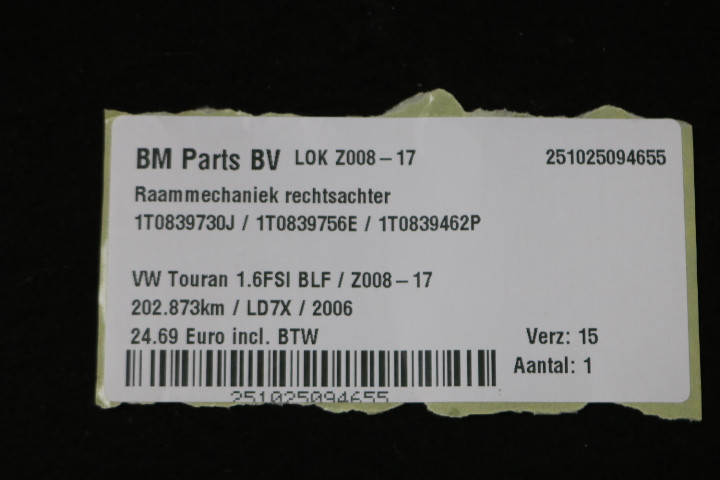 BM Parts BV LOK Z008-17 251025094655
Raammechaniek rechtsachter
1T0839730J / 1T0839756E / 1T0839462P
VW Touran 1.6FSI BLF / Z008-17
202.873km / LD7X / 2006
24.69 Euro incl. BTW Verz: 15
Aantal: 1
251025094655